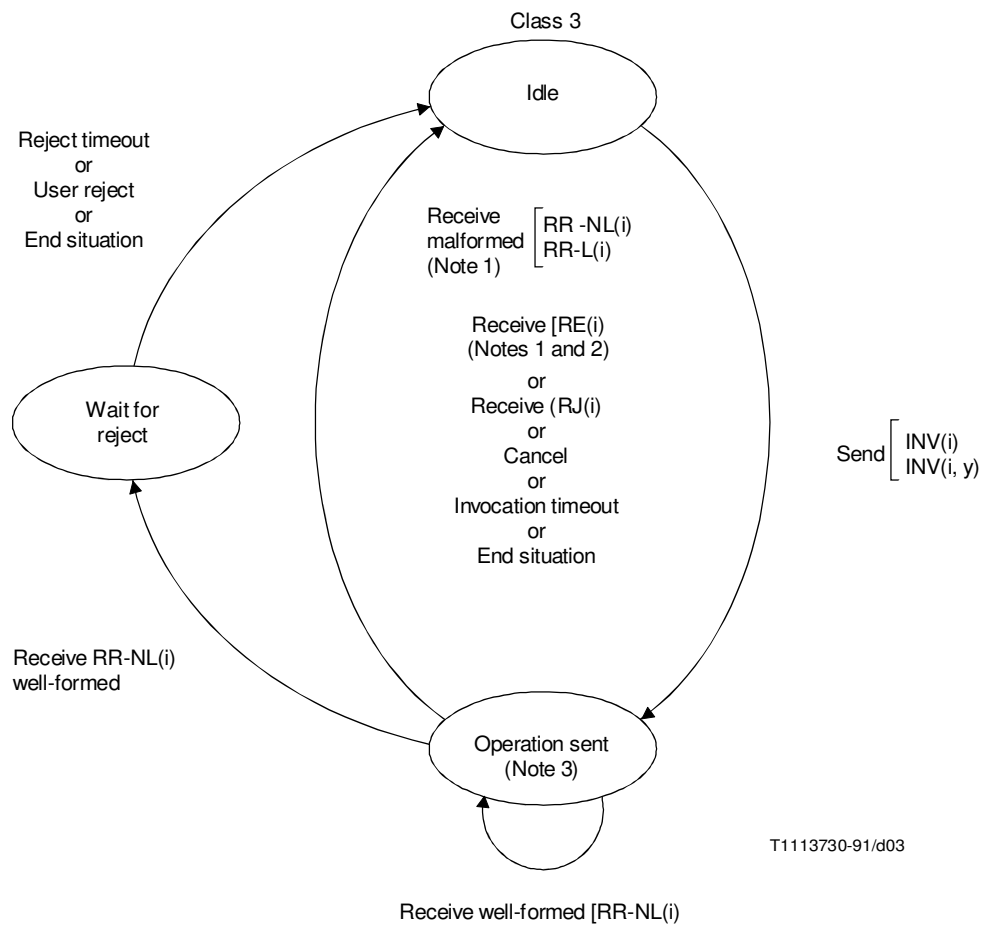 Class 3
Idle
Reject timeout
or
User reject
or
End situation
Receive
malformed
(Note 1)
RR -NL(i)
RR-L(i)
Receive [RE(i)
(Notes 1 and 2)
or
Receive (RJ(i)
or
Cancel
or
Invocation timeout
or
End situation
Wait for
reject
Send
INV(i)
INV(i, y)
Receive RR-NL(i)
well-formed
Operation sent
(Note 3)
T1113730-91/d03
Receive well-formed [RR-NL(i)